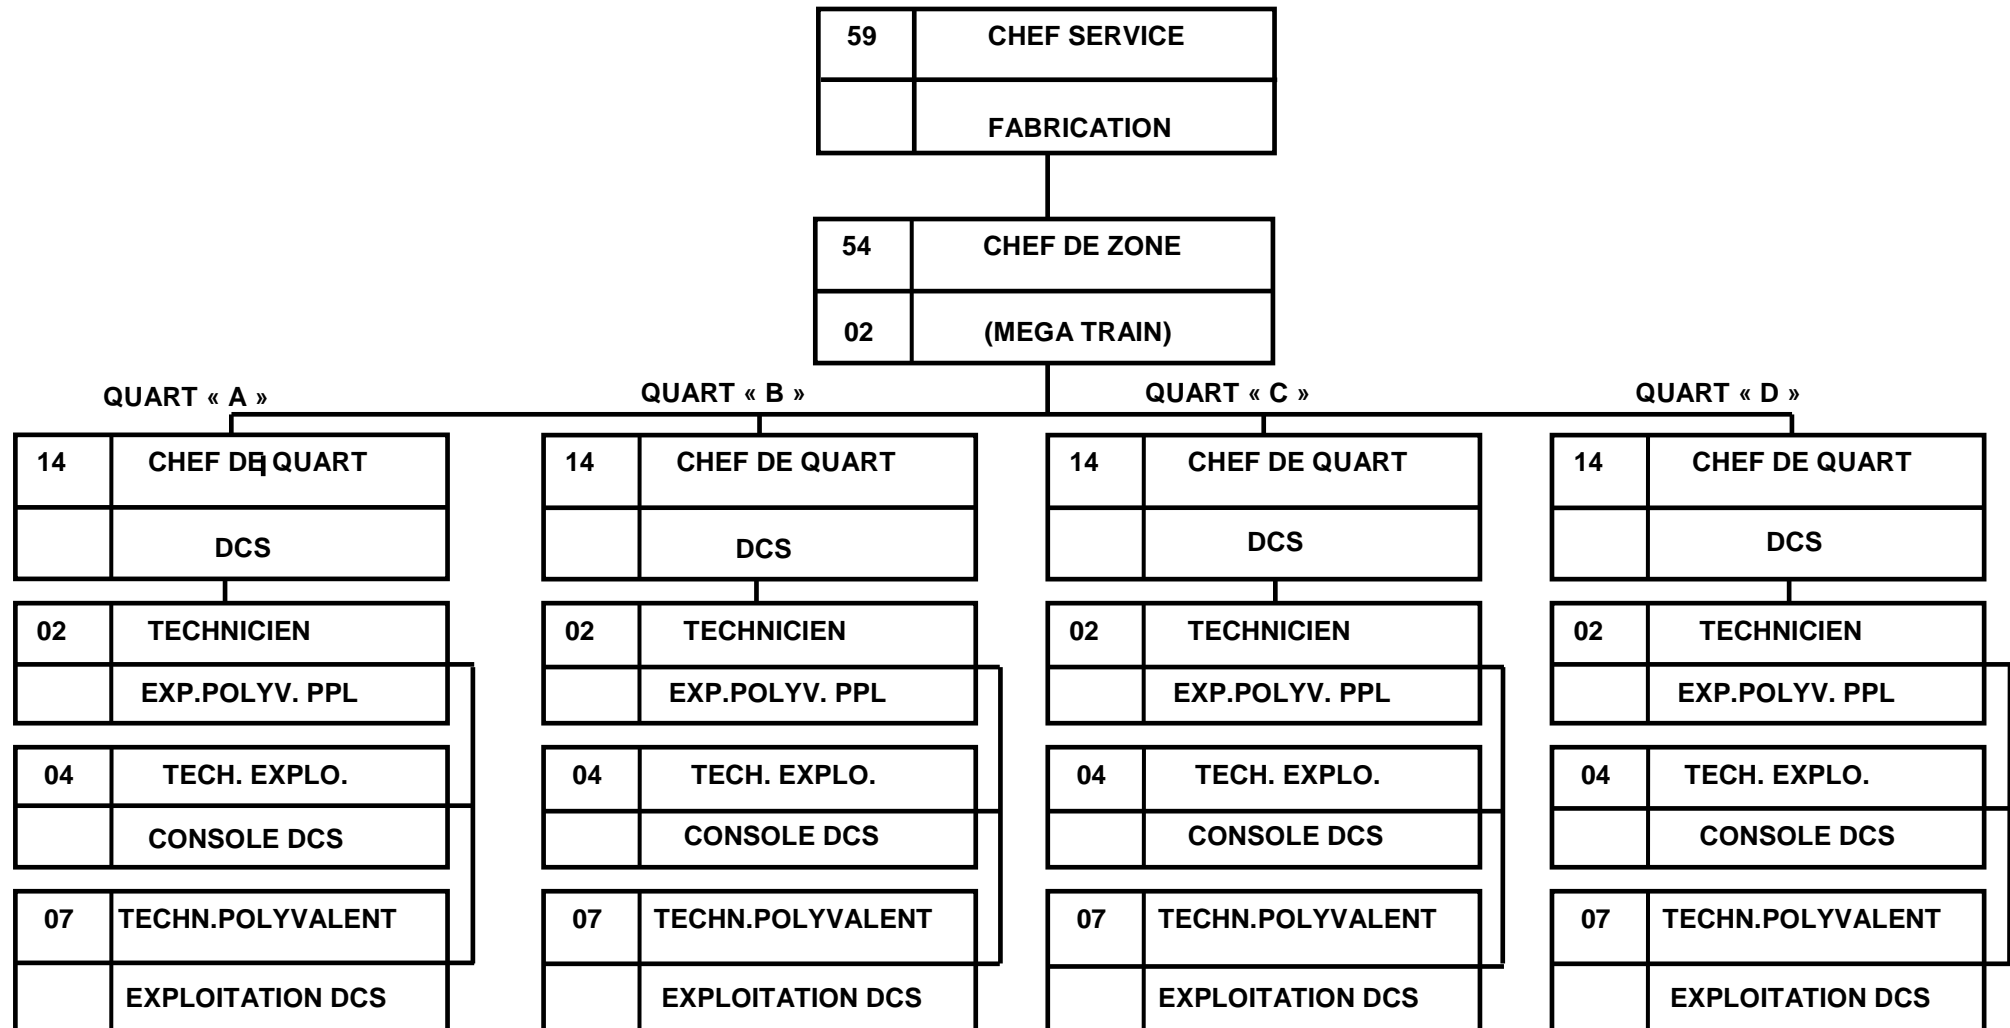 59 CHEF SERVICE
FABRICATION
54 CHEF DE ZONE
02 (MEGA TRAIN)
QUART « A » QUART « B » QUART « C » QUART « D »
14 CHEF DE QUART 14 CHEF DE QUART 14 CHEF DE QUART 14 CHEF DE QUART
DCS DCS DCS DCS
02 TECHNICIEN 02 TECHNICIEN 02 TECHNICIEN 02 TECHNICIEN
EXP.POLYV. PPL EXP.POLYV. PPL EXP.POLYV. PPL EXP.POLYV. PPL
04 TECH. EXPLO. 04 TECH. EXPLO. 04 TECH. EXPLO. 04 TECH. EXPLO.
CONSOLE DCS CONSOLE DCS CONSOLE DCS CONSOLE DCS
07 TECHN.POLYVALENT 07 TECHN.POLYVALENT 07 TECHN.POLYVALENT 07 TECHN.POLYVALENT
EXPLOITATION DCS EXPLOITATION DCS EXPLOITATION DCS EXPLOITATION DCS